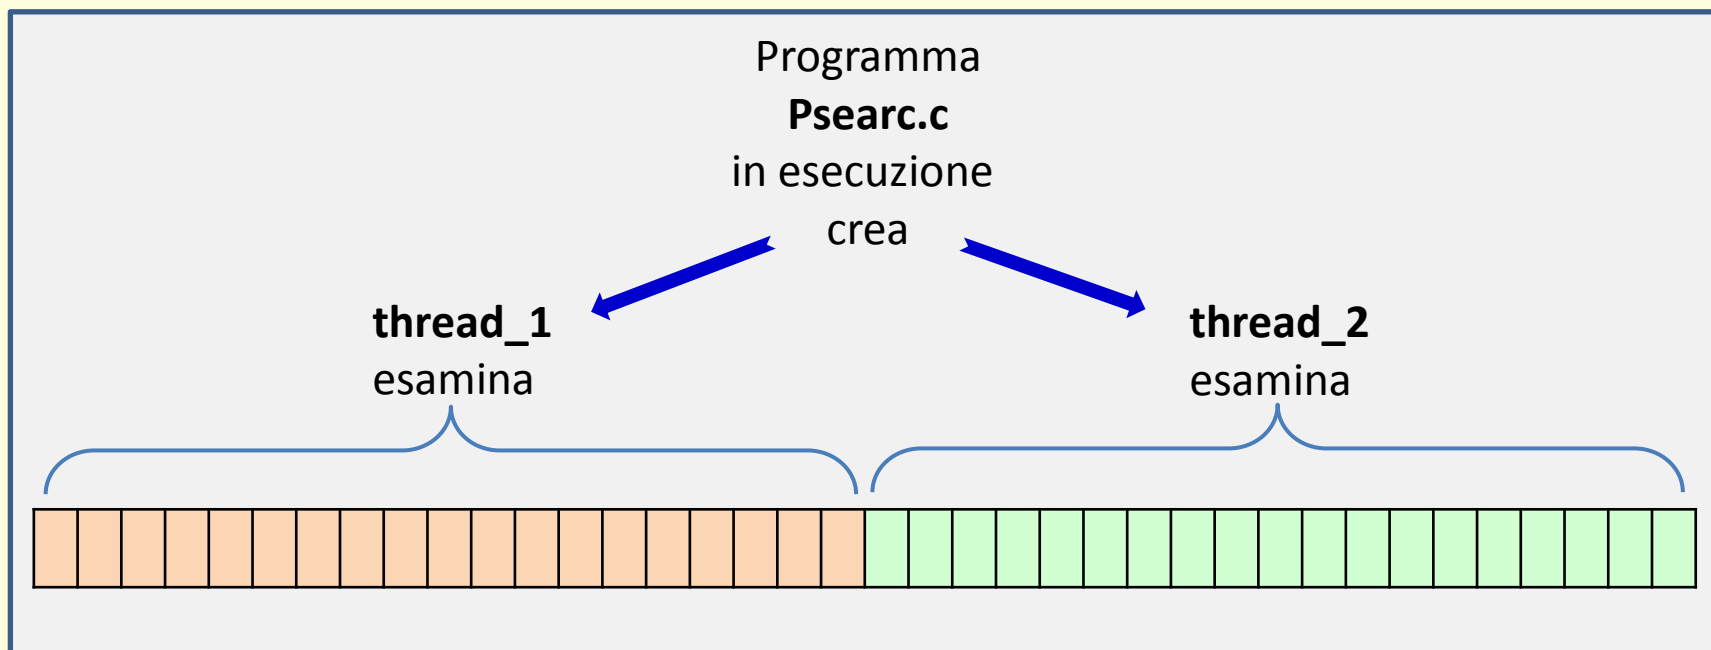 Programma
Psearc.c
in esecuzione
crea
thread_1
esamina
thread_2
esamina